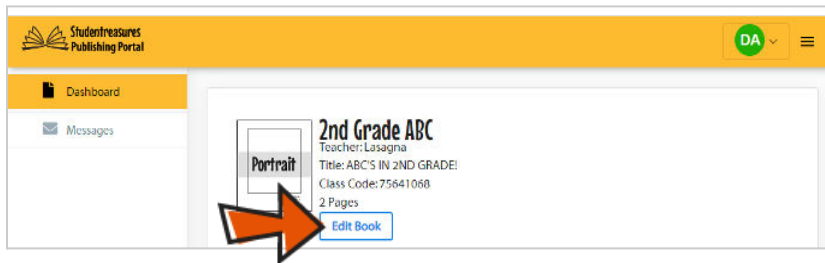 Studentreasures
Publishing Portal
DA
Dashboard
Messages
Portrait
2nd Grade ABC
Teacher: Lasagna
Title: ABC'S IN 2ND GRADE!
Class Code: 75641068
2 Pages
Edit Book